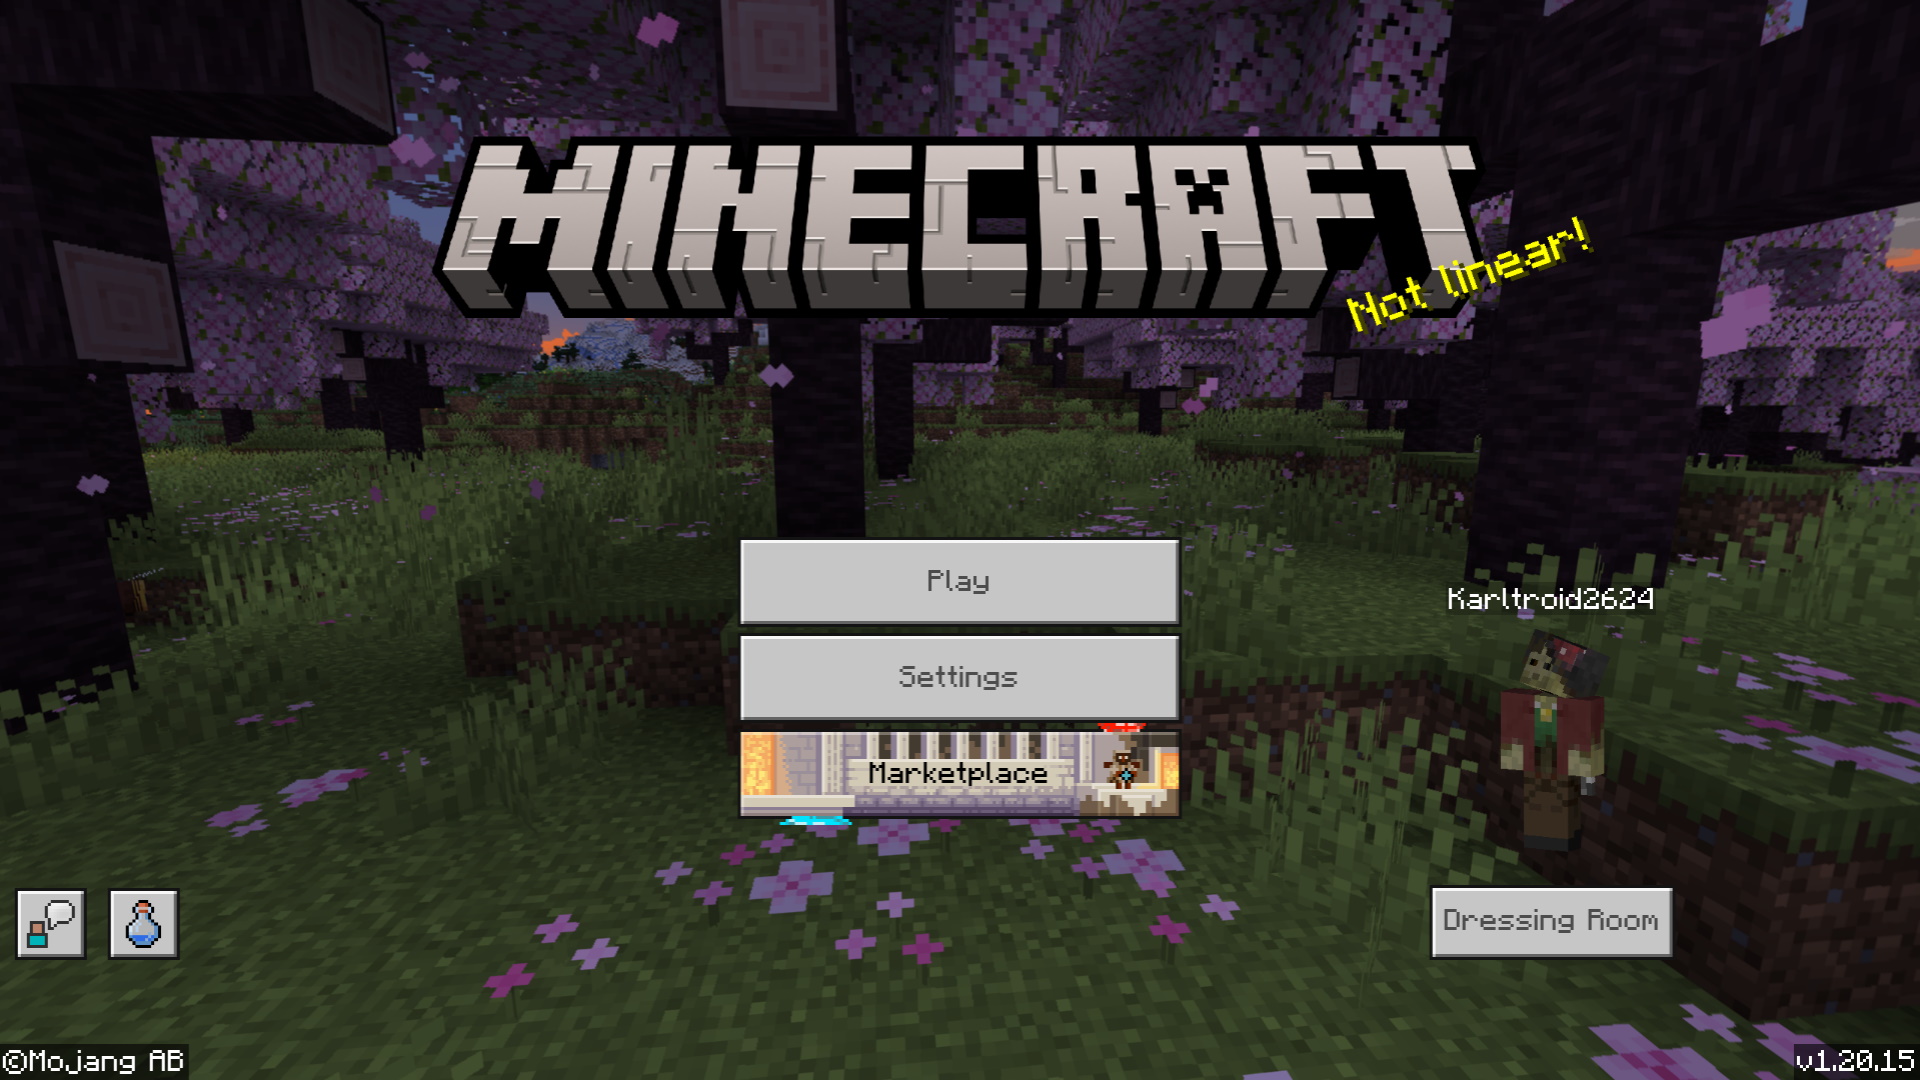 MINECRAFT
Not linear!
Play
Karltroid2624
Settings
Marketplace
Dressing Room
©Mojang AB
v1.20.15